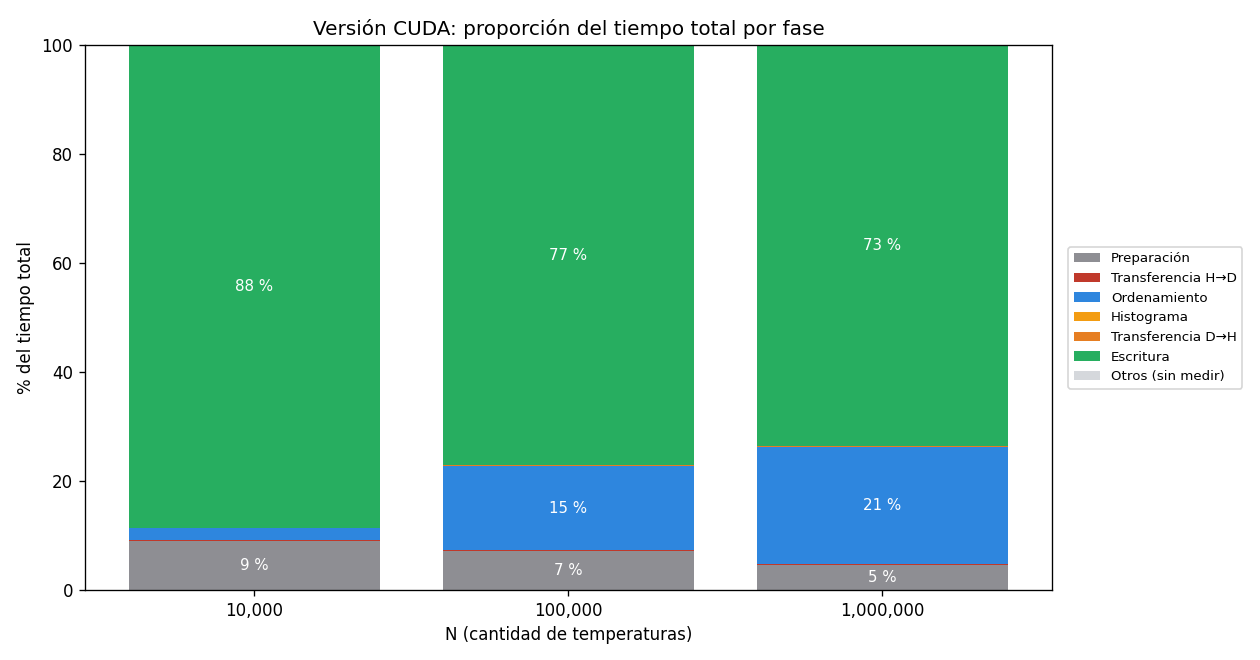 Versión CUDA: proporción del tiempo total por fase
% del tiempo total
100
80
60
40
20
0
88 %
9 %
77 %
15 %
7 %
73 %
21 %
5 %
10,000
100,000
1,000,000
N (cantidad de temperaturas)
Preparación
Transferencia H→D
Ordenamiento
Histograma
Transferencia D→H
Escritura
Otros (sin medir)